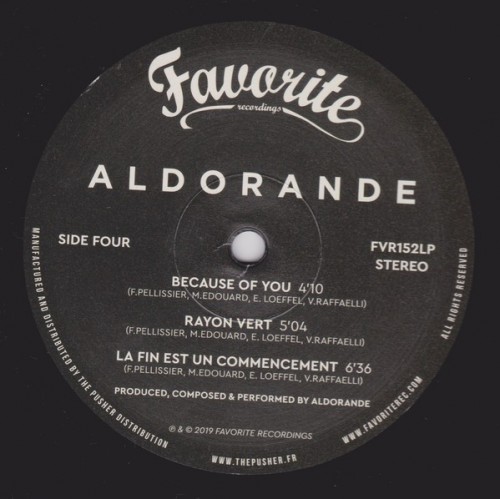 Favorite
recordings
ALDORANDE
SIDE FOUR
FVR152LP
STEREO
BECAUSE OF YOU 4'10
(F.PELLISSIER, M.EDOUARD, E. LOEFFEL, V.RAFFAELLI)
RAYON VERT 5'04
(F.PELLISSIER, M.EDOUARD, E. LOEFFEL, V.RAFFAELLI)
LA FIN EST UN COMMENCEMENT 6'36
(F.PELLISSIER, M.EDOUARD, E. LOEFFEL, V.RAFFAELLI)
PRODUCED, COMPOSED & PERFORMED BY ALDORANDE
℗ & © 2019 FAVORITE RECORDINGS
MANUFACTURED AND DISTRIBUTED BY THE PUSHER DISTRIBUTION
WWW.THEPUSHER.FR
WWW.FAVORITEREC.COM
ALL RIGHTS RESERVED